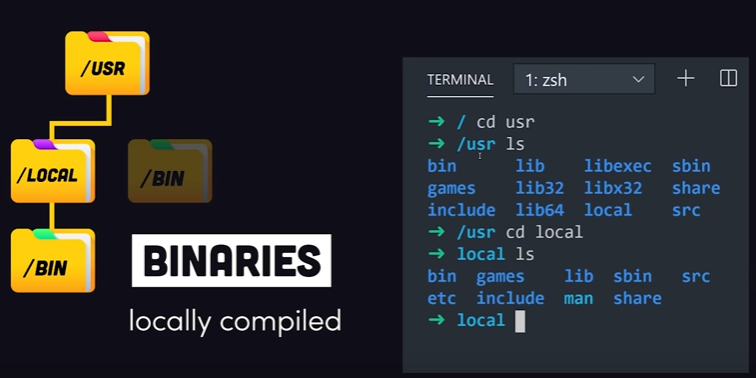 /USR
/LOCAL
/BIN
/BIN
BINARIES
locally compiled
TERMINAL 1: zsh
➜ / cd usr
➜ /usr ls
bin lib libexec sbin
games lib32 libx32 share
include lib64 local src
➜ /usr cd local
➜ local ls
bin games lib sbin src
etc include man share
➜ local